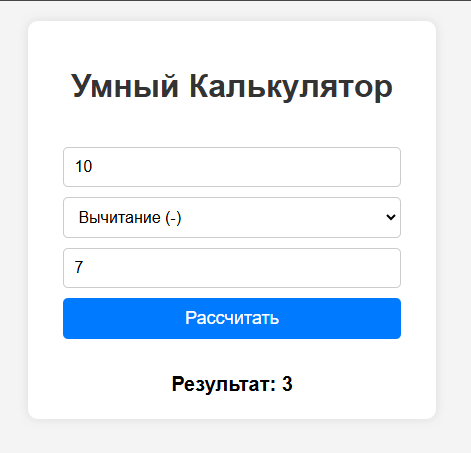 Умный Калькулятор
10
Вычитание (-)
7
Рассчитать
Результат: 3